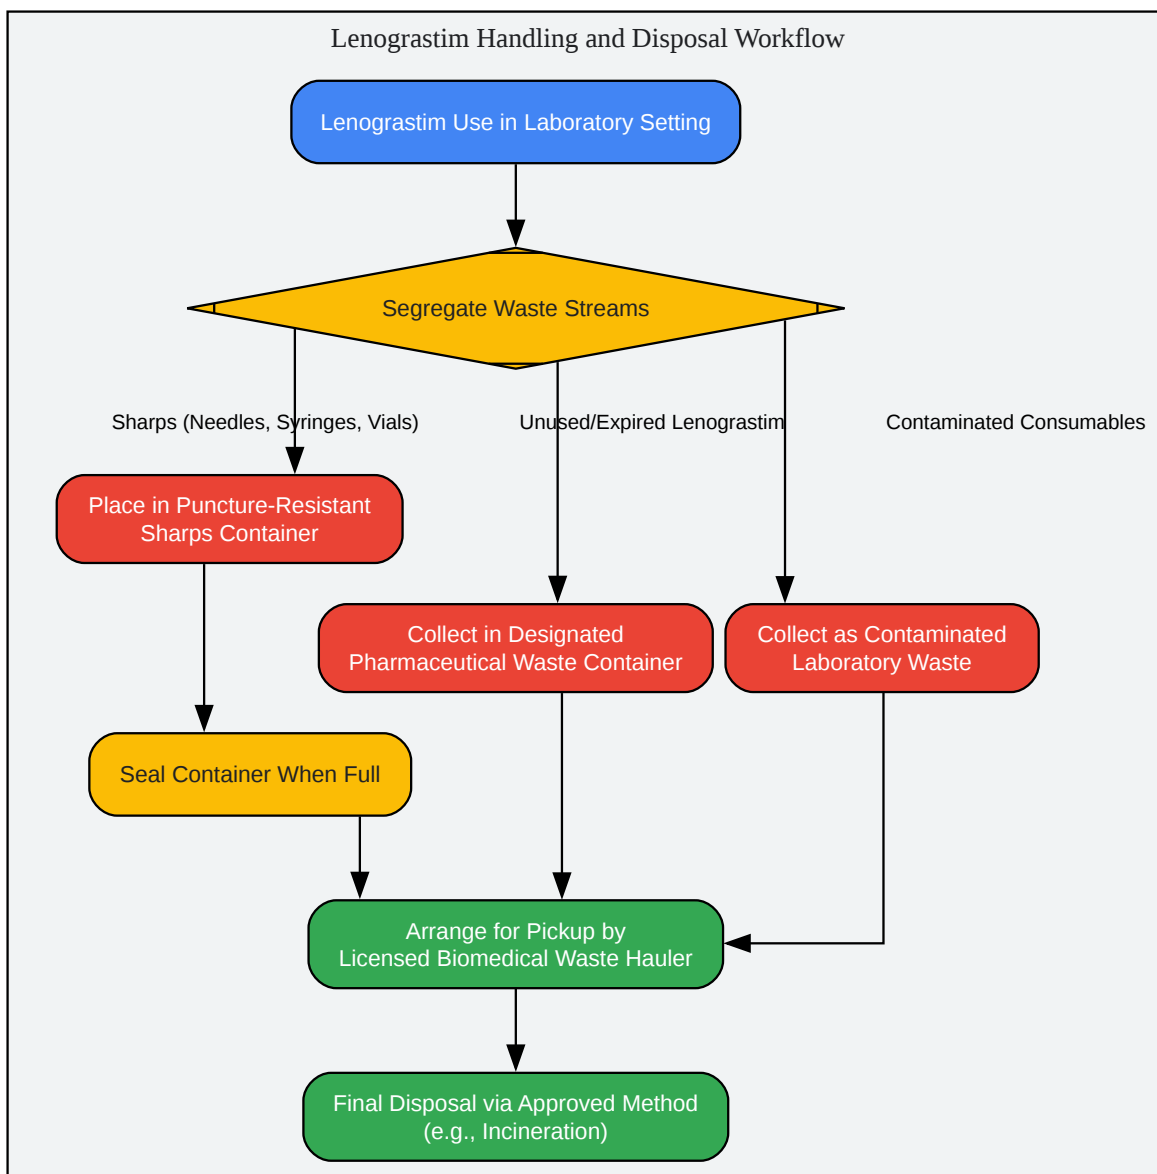 Lenograstim Handling and Disposal Workflow
Lenograstim Use in Laboratory Setting
Segregate Waste Streams
Sharps (Needles, Syringes, Vials)
Unused/Expired Lenograstim
Contaminated Consumables
Place in Puncture-Resistant
Sharps Container
Collect in Designated
Pharmaceutical Waste Container
Collect as Contaminated
Laboratory Waste
Seal Container When Full
Arrange for Pickup by
Licensed Biomedical Waste Hauler
Final Disposal via Approved Method
(e.g., Incineration)